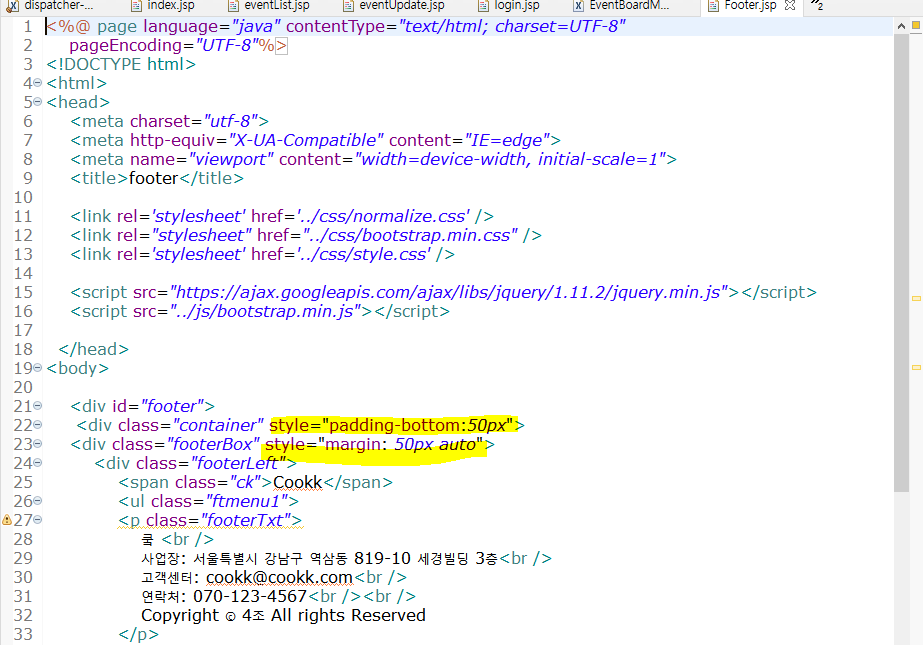 dispatcher-... index.jsp eventList.jsp eventUpdate.jsp login.jsp EventBoardM... Footer.jsp 2
1 <%@ page language="java" contentType="text/html; charset=UTF-8"
2 pageEncoding="UTF-8"%>
3 <!DOCTYPE html>
4 <html>
5 <head>
6 <meta charset="utf-8">
7 <meta http-equiv="X-UA-Compatible" content="IE=edge">
8 <meta name="viewport" content="width=device-width, initial-scale=1">
9 <title>footer</title>
10
11 <link rel='stylesheet' href='../css/normalize.css' />
12 <link rel="stylesheet" href="../css/bootstrap.min.css" />
13 <link rel='stylesheet' href='../css/style.css' />
14
15 <script src="https://ajax.googleapis.com/ajax/libs/jquery/1.11.2/jquery.min.js"></script>
16 <script src="../js/bootstrap.min.js"></script>
17
18 </head>
19 <body>
20
21 <div id="footer">
22 <div class="container" style="padding-bottom:50px">
23 <div class="footerBox" style="margin: 50px auto">
24 <div class="footerLeft">
25 <span class="ck">Cookk</span>
26 <ul class="ftmenu1">
27 <p class="footerTxt">
28 쿡 <br />
29 사업장: 서울특별시 강남구 역삼동 819-10 세경빌딩 3층<br />
30 고객센터: cookk@cookk.com<br />
31 연락처: 070-123-4567<br /><br />
32 Copyright © 4조 All rights Reserved
33 </p>